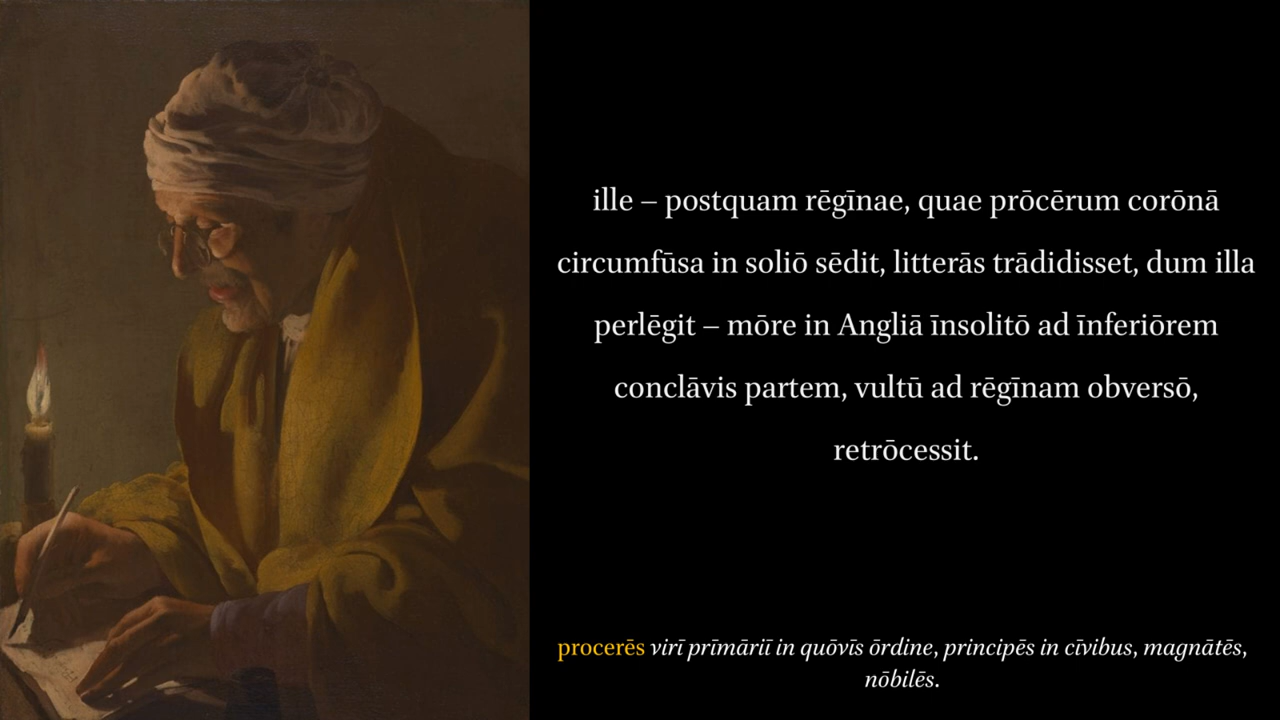 ille – postquam rēgīnae, quae prōcērum corōnā
circumfūsa in soliō sēdit, litterās trādidisset, dum illa
perlēgit – mōre in Angliā īnsolitō ad īnferiōrem
conclāvis partem, vultū ad rēgīnam obversō,
retrōcessit.
procerēs virī prīmāriī in quōvīs ōrdine, principēs in cīvibus, magnātēs,
nōbilēs.